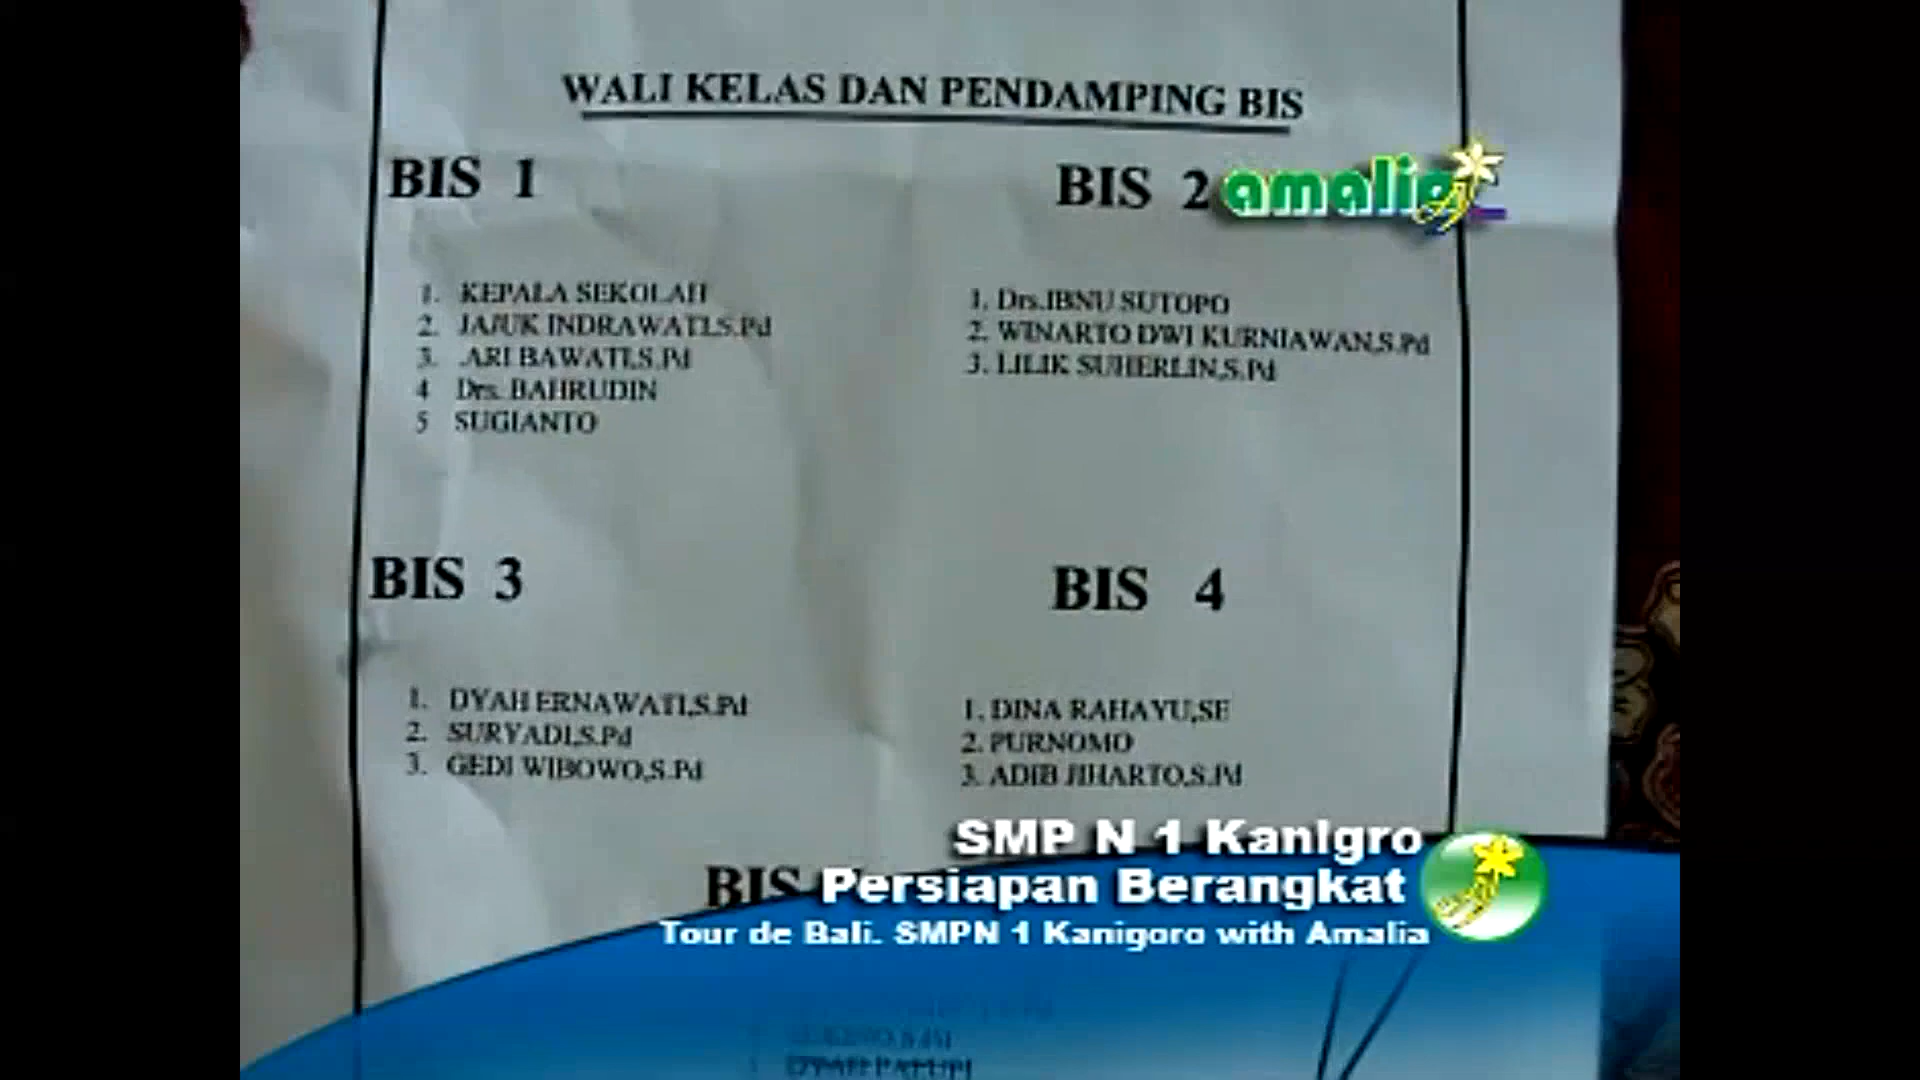 WALI KELAS DAN PENDAMPING BIS
BIS 1
1. KEPALA SEKOLAH
2. JAJUK INDRAWATI,S.Pd
3. .ARI BAWATI,S.Pd
4 Drs. BAHRUDIN
5 SUGIANTO
BIS 2
amalia
1. Drs.IBNU SUTOPO
2. WINARTO DWI KURNIAWAN,S.Pd
3. LILIK SUHERLIN,S.Pd
BIS 3
1. DYAH ERNAWATI,S.Pd
2. SURYADI,S.Pd
3. GEDI WIBOWO,S.Pd
BIS 4
1. DINA RAHAYU,SE
2. PURNOMO
3. ADIB JIHARTO,S.Pd
BIS
SMP N 1 Kanigro
Persiapan Berangkat
Tour de Bali. SMPN 1 Kanigoro with Amalia